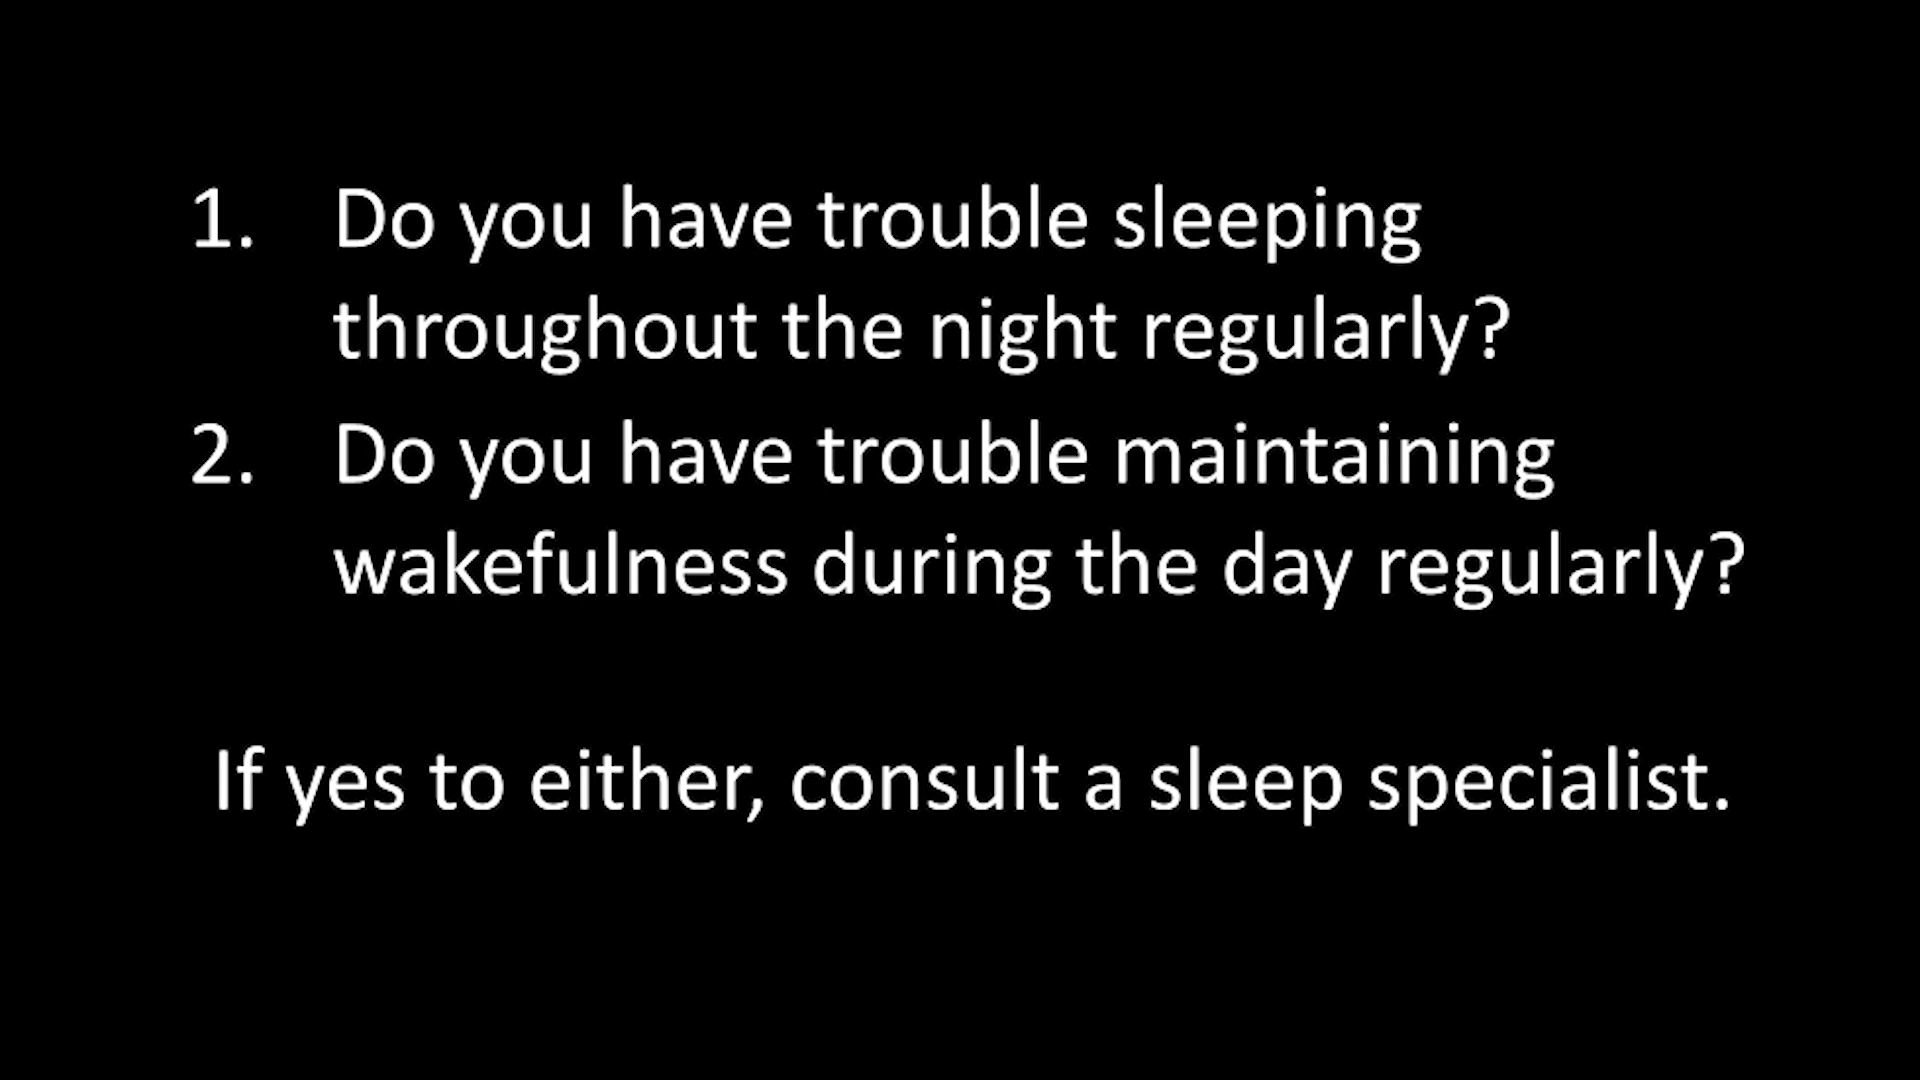 1. Do you have trouble sleeping
throughout the night regularly?
2. Do you have trouble maintaining
wakefulness during the day regularly?
If yes to either, consult a sleep specialist.